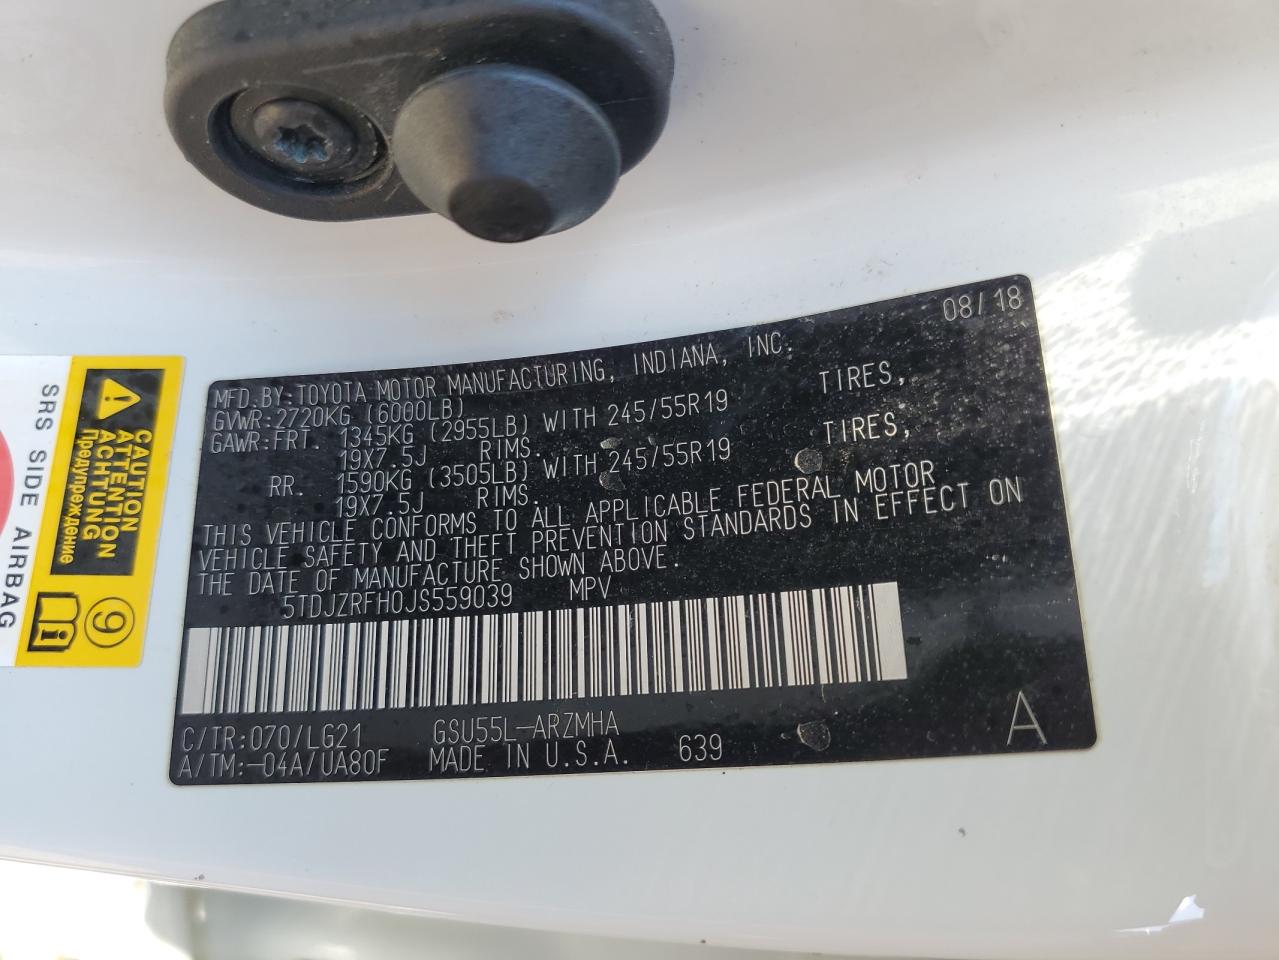 08/18
MFD.BY:TOYOTA MOTOR MANUFACTURING, INDIANA, INC.
GVWR:2720KG (6000LB)
GAWR:FRT. 1345KG (2955LB) WITH 245/55R19 TIRES,
19X7.5J RIMS.
RR. 1590KG (3505LB) WITH 245/55R19 TIRES,
19X7.5J RIMS.
THIS VEHICLE CONFORMS TO ALL APPLICABLE FEDERAL MOTOR
VEHICLE SAFETY AND THEFT PREVENTION STANDARDS IN EFFECT ON
THE DATE OF MANUFACTURE SHOWN ABOVE.
5TDJZRFH0JS559039 MPV
C/TR:070/LG21 GSU55L-ARZMHA
A/TM:-04A/UA80F MADE IN U.S.A. 639
A
CAUTION
ATTENTION
ACHTUNG
Предупреждение
9
SRS SIDE AIRBAG